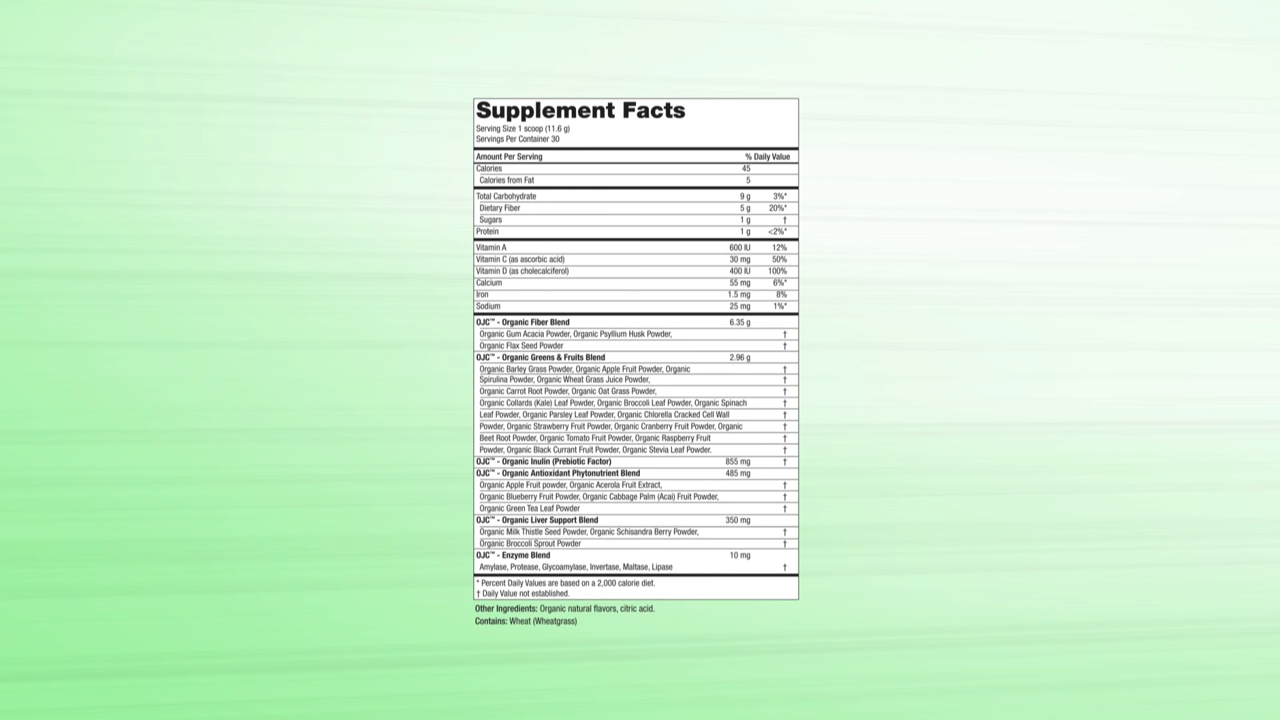 Supplement Facts
Serving Size 1 scoop (11.6 g)
Servings Per Container 30
Amount Per Serving % Daily Value
Calories 45
Calories from Fat 5
Total Carbohydrate 9 g 3%*
Dietary Fiber 5 g 20%*
Sugars 1 g †
Protein 1 g <2%*
Vitamin A 600 IU 12%
Vitamin C (as ascorbic acid) 30 mg 50%
Vitamin D (as cholecalciferol) 400 IU 100%
Calcium 55 mg 6%*
Iron 1.5 mg 8%
Sodium 25 mg 1%*
OJC™ - Organic Fiber Blend 6.35 g
Organic Gum Acacia Powder, Organic Psyllium Husk Powder, †
Organic Flax Seed Powder †
OJC™ - Organic Greens & Fruits Blend 2.96 g
Organic Barley Grass Powder, Organic Apple Fruit Powder, Organic †
Spirulina Powder, Organic Wheat Grass Juice Powder, †
Organic Carrot Root Powder, Organic Oat Grass Powder, †
Organic Collards (Kale) Leaf Powder, Organic Broccoli Leaf Powder, Organic Spinach †
Leaf Powder, Organic Parsley Leaf Powder, Organic Chlorella Cracked Cell Wall †
Powder, Organic Strawberry Fruit Powder, Organic Cranberry Fruit Powder, Organic †
Beet Root Powder, Organic Tomato Fruit Powder, Organic Raspberry Fruit †
Powder, Organic Black Currant Fruit Powder, Organic Stevia Leaf Powder. †
OJC™ - Organic Inulin (Prebiotic Factor) 855 mg †
OJC™ - Organic Antioxidant Phytonutrient Blend 485 mg
Organic Apple Fruit powder, Organic Acerola Fruit Extract, †
Organic Blueberry Fruit Powder, Organic Cabbage Palm (Acai) Fruit Powder, †
Organic Green Tea Leaf Powder †
OJC™ - Organic Liver Support Blend 350 mg
Organic Milk Thistle Seed Powder, Organic Schisandra Berry Powder, †
Organic Broccoli Sprout Powder †
OJC™ - Enzyme Blend 10 mg
Amylase, Protease, Glycoamylase, Invertase, Maltase, Lipase †
* Percent Daily Values are based on a 2,000 calorie diet.
† Daily Value not established.
Other Ingredients: Organic natural flavors, citric acid.
Contains: Wheat (Wheatgrass)